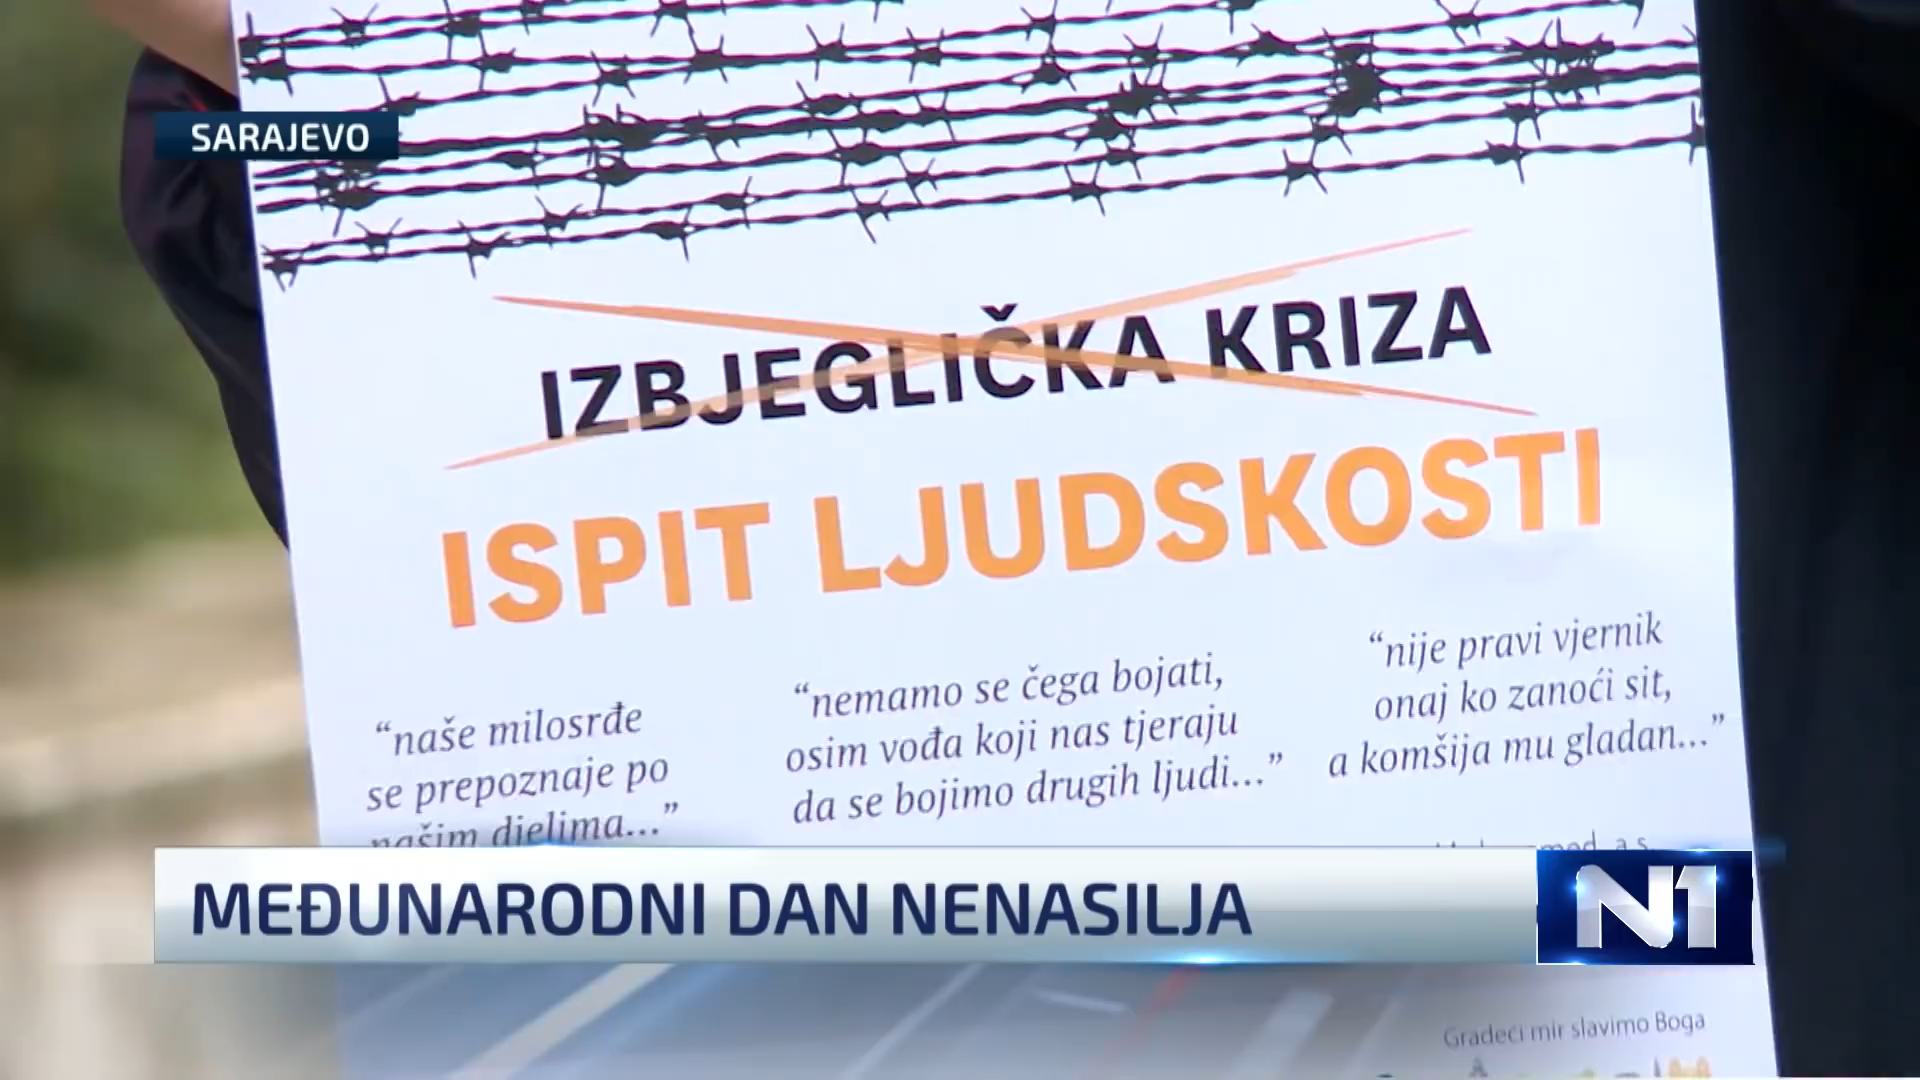 SARAJEVO
IZBJEGLIČKA KRIZA
ISPIT LJUDSKOSTI
“naše milosrđe
se prepoznaje po
našim djelima...”
“nemamo se čega bojati,
osim vođa koji nas tjeraju
da se bojimo drugih ljudi...”
“nije pravi vjernik
onaj ko zanoći sit,
a komšija mu gladan...”
a.s.
MEĐUNARODNI DAN NENASILJA
N1
Gradeći mir slavimo Boga